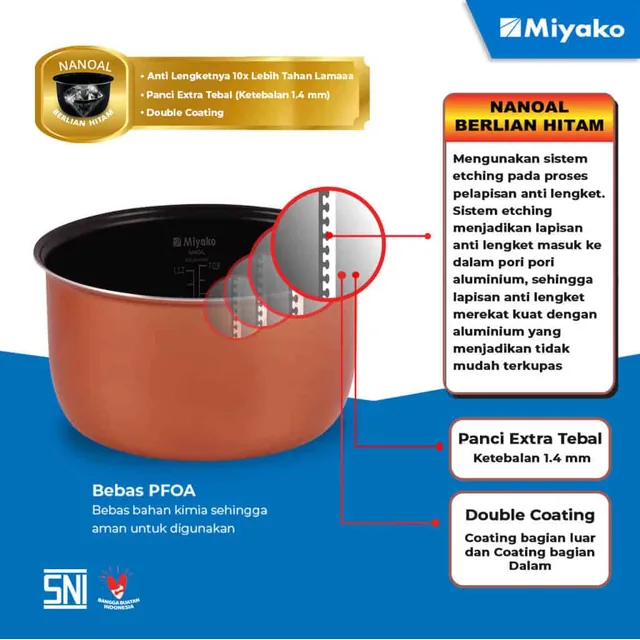 Miyako
NANOAL
BERLIAN HITAM
• Anti Lengketnya 10x Lebih Tahan Lamaaa
• Panci Extra Tebal (Ketebalan 1.4 mm)
• Double Coating
NANOAL
BERLIAN HITAM
Mengunakan sistem
etching pada proses
pelapisan anti lengket.
Sistem etching
menjadikan lapisan
anti lengket masuk ke
dalam pori pori
aluminium, sehingga
lapisan anti lengket
merekat kuat dengan
aluminium yang
menjadikan tidak
mudah terkupas
Miyako
Panci Extra Tebal
Ketebalan 1.4 mm
Double Coating
Coating bagian luar
dan Coating bagian
Dalam
Bebas PFOA
Bebas bahan kimia sehingga
aman untuk digunakan
SNI
BANGGA BUATAN
INDONESIA